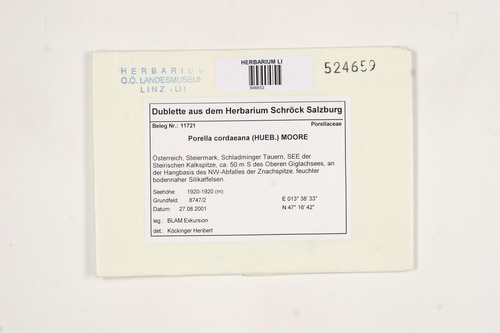 HERBARIUM
O.Ö. LANDESMUSEUM
LINZ (LI)
HERBARIUM LI
524659
Dublette aus dem Herbarium Schröck Salzburg
Beleg Nr.: 11721 Porellaceae
Porella cordaeana (HUEB.) MOORE
Österreich, Steiermark, Schladminger Tauern, SEE der
Steirischen Kalkspitze, ca. 50 m S des Oberen Giglachsees, an
der Hangbasis des NW-Abfalles der Znachspitze, feuchter
bodennaher Silikatfelsen.
Seehöhe: 1920-1920 (m)
Grundfeld: 8747/2 E 013° 38' 33"
Datum: 27.08.2001 N 47° 16' 42"
leg.: BLAM Exkursion
det.: Köckinger Heribert